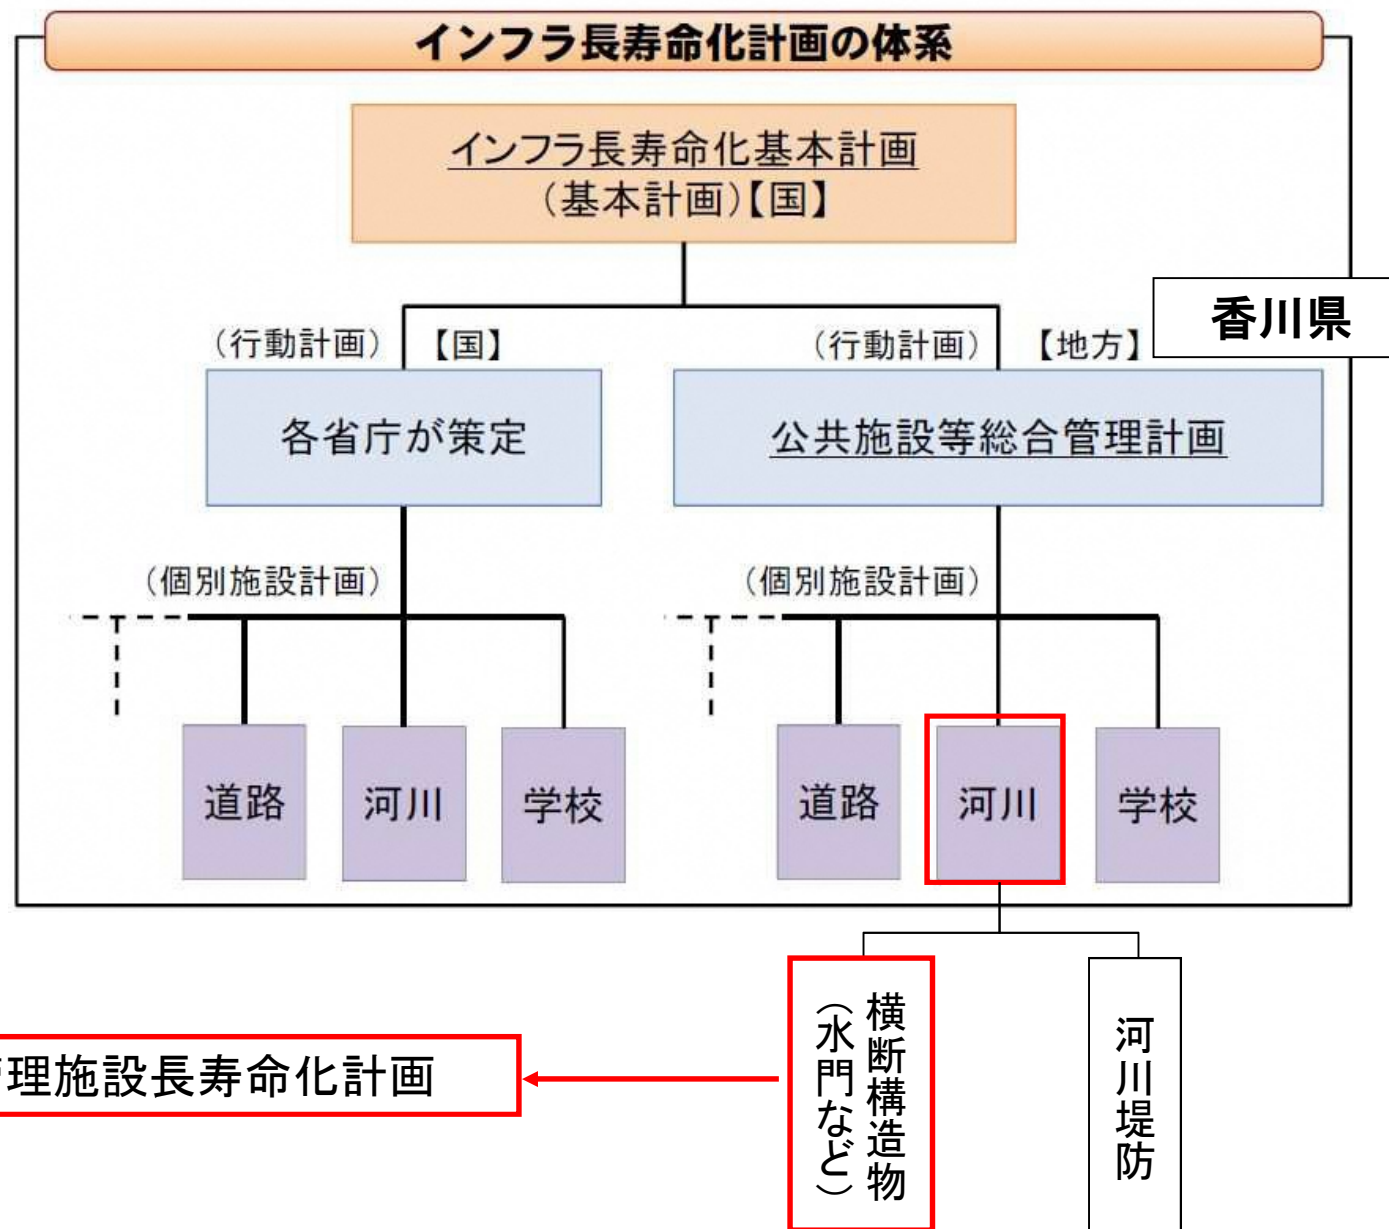 インフラ長寿命化計画の体系
インフラ長寿命化基本計画
(基本計画)【国】
香川県
(行動計画)
【国】
(行動計画)
【地方】
各省庁が策定
公共施設等総合管理計画
(個別施設計画)
(個別施設計画)
道路
河川
学校
道路
河川
学校
横断構造物
(水門など)
河川堤防
理施設長寿命化計画